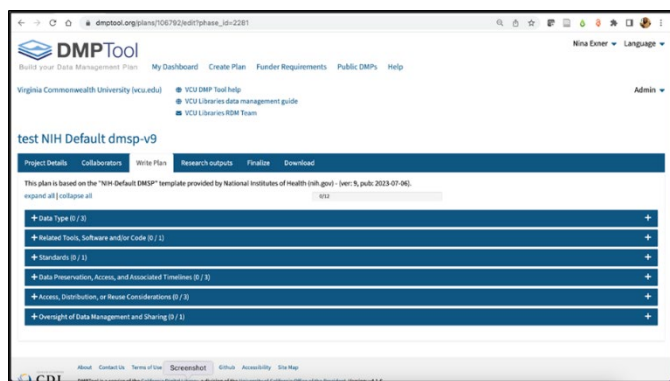 dmptool.org/plans/106792/edit?phase_id=2281
DMPTool
Build your Data Management Plan
My Dashboard Create Plan Funder Requirements Public DMPs Help
Nina Exner Language
Virginia Commonwealth University (vcu.edu)
VCU DMP Tool help
VCU Libraries data management guide
VCU Libraries RDM Team
Admin
test NIH Default dmsp-v9
Project Details Collaborators Write Plan Research outputs Finalize Download
This plan is based on the "NIH-Default DMSP" template provided by National Institutes of Health (nih.gov) - (ver: 9, pub: 2023-07-06).
expand all | collapse all
0/12
+ Data Type (0 / 3) +
+ Related Tools, Software and/or Code (0 / 1) +
+ Standards (0 / 1) +
+ Data Preservation, Access, and Associated Timelines (0 / 3) +
+ Access, Distribution, or Reuse Considerations (0 / 3) +
+ Oversight of Data Management and Sharing (0 / 1) +
About Contact Us Terms of Use Screenshot Github Accessibility Site Map
CDL